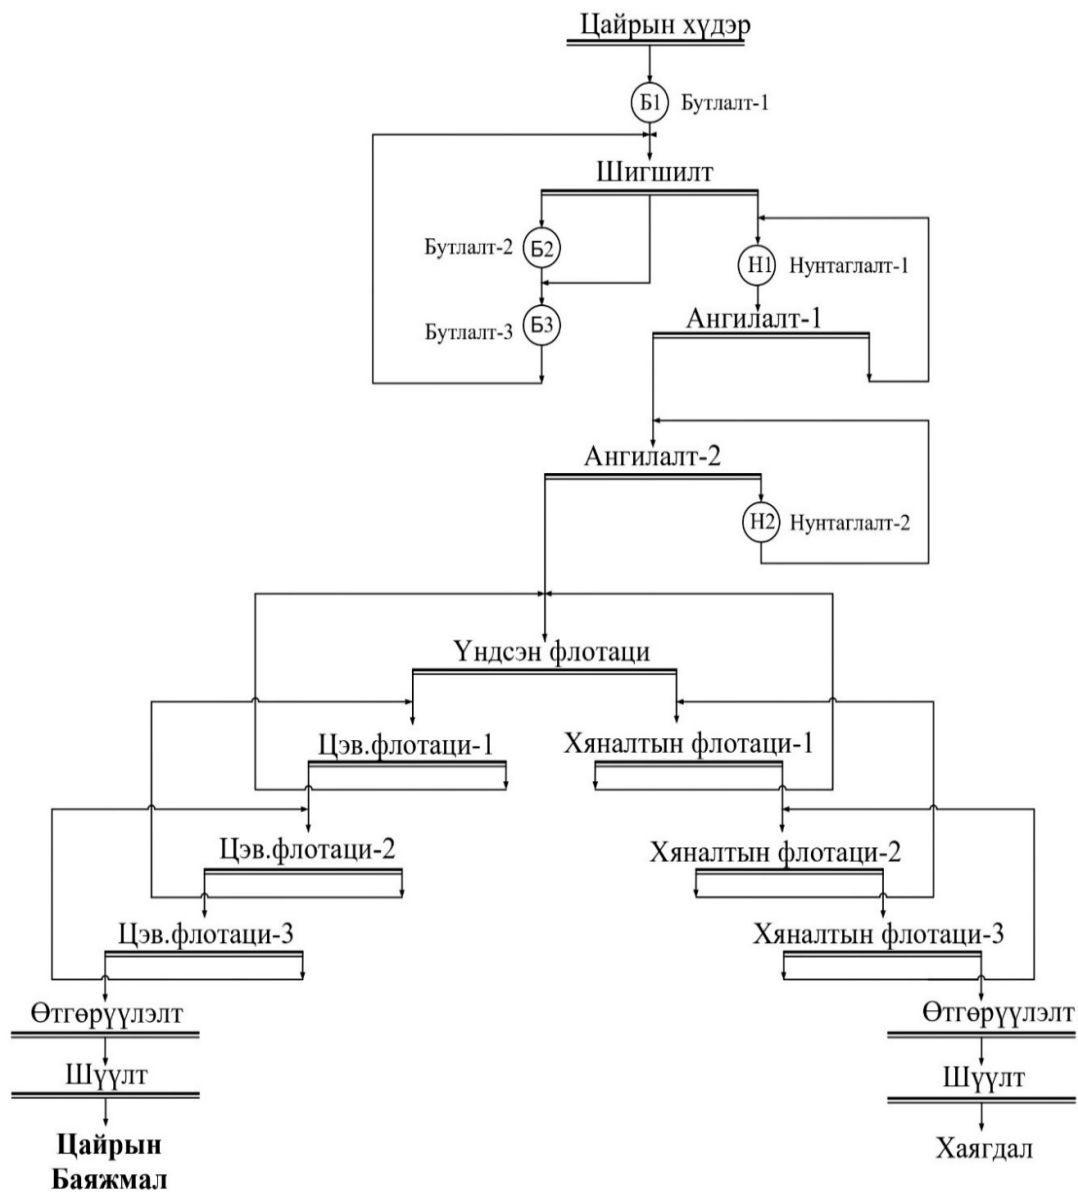 Цайрын хүдэр
Б1 Бутлалт-1
Шигшилт
Бутлалт-2 Б2
Н1 Нунтаглалт-1
Ангилалт-1
Бутлалт-3 Б3
Ангилалт-2
Н2 Нунтаглалт-2
Үндсэн флотаци
Цэв.флотаци-1
Хяналтын флотаци-1
Цэв.флотаци-2
Хяналтын флотаци-2
Цэв.флотаци-3
Хяналтын флотаци-3
Өтгөрүүлэлт
Өтгөрүүлэлт
Шүүлт
Шүүлт
Цайрын
Баяжмал
Хаягдал